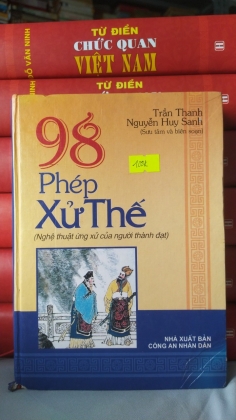 TỪ ĐIỂN
CHỨC QUAN
VIỆT NAM
TỪ ĐIỂN
Trần Thanh
Nguyễn Huy Sanh
(Sưu tầm và biên soạn)
98
Phép
Xử Thế
(Nghệ thuật ứng xử của người thành đạt)
NHÀ XUẤT BẢN
CÔNG AN NHÂN DÂN